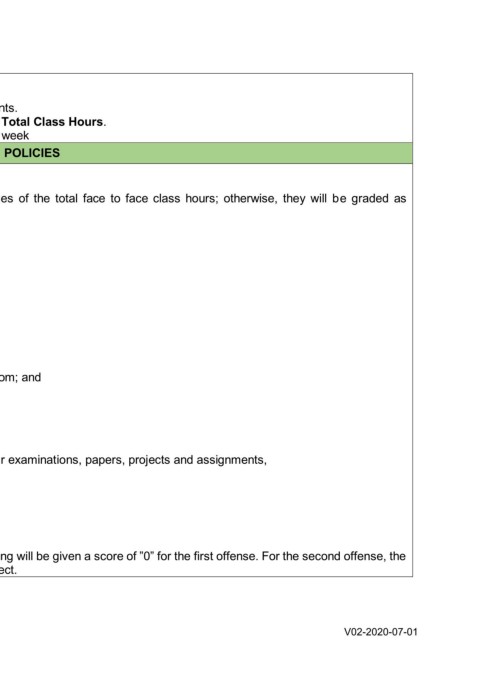 nts.
Total Class Hours.
week
POLICIES
es of the total face to face class hours; otherwise, they will be graded as
om; and
r examinations, papers, projects and assignments,
ng will be given a score of "0" for the first offense. For the second offense, the
ect.
V02-2020-07-01